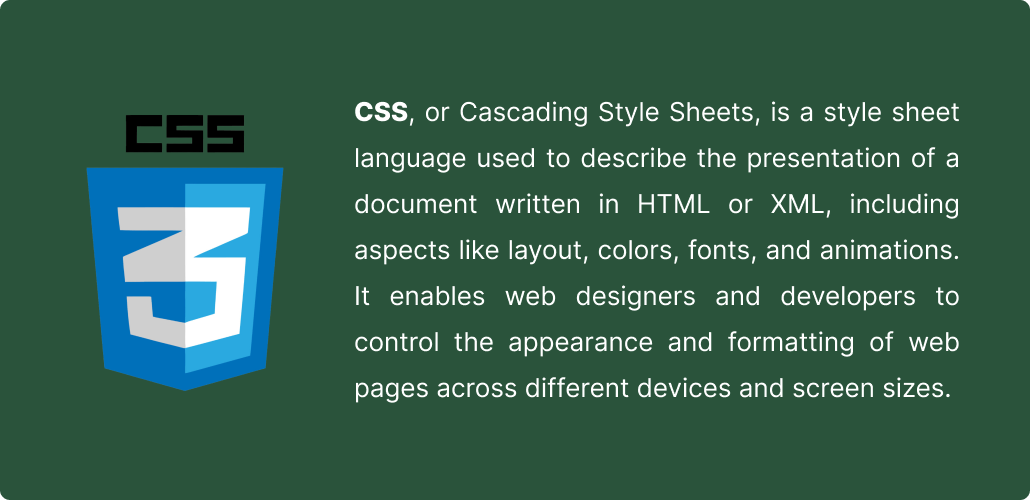 CSS
3
CSS, or Cascading Style Sheets, is a style sheet
language used to describe the presentation of a
document written in HTML or XML, including
aspects like layout, colors, fonts, and animations.
It enables web designers and developers to
control the appearance and formatting of web
pages across different devices and screen sizes.